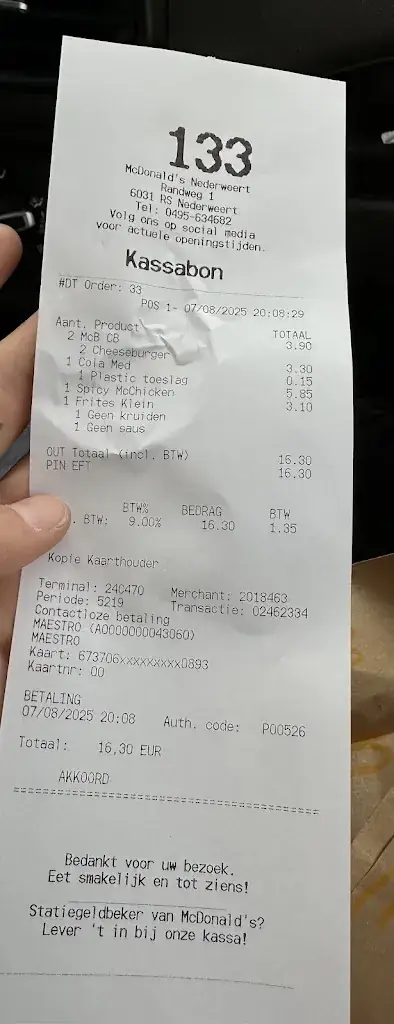 133
McDonald's Nederweert
Randweg 1
6031 RS Nederweert
Tel: 0495-634682
Volg ons op social media
voor actuele openingstijden.
Kassabon
#DT Order: 33
POS 1- 07/08/2025 20:08:29
Aant. Product TOTAAL
2 McB CB 3.90
2 Cheeseburger
1 Cola Med 3.30
1 Plastic toeslag 0.15
1 Spicy McChicken 5.85
1 Frites Klein 3.10
1 Geen kruiden
1 Geen saus
OUT Totaal (incl. BTW) 16.30
PIN EFT 16.30
BTW% BEDRAG BTW
. BTW: 9.00% 16.30 1.35
Kopie Kaarthouder
Terminal: 240470 Merchant: 2018463
Periode: 5219 Transactie: 02462334
Contactloze betaling
MAESTRO (A0000000043060)
MAESTRO
Kaart: 673706xxxxxxxxx0893
Kaartnr: 00
BETALING
07/08/2025 20:08 Auth. code: P00526
Totaal: 16,30 EUR
AKKOORD
Bedankt voor uw bezoek.
Eet smakelijk en tot ziens!
Statiegeldbeker van McDonald's?
Lever 't in bij onze kassa!